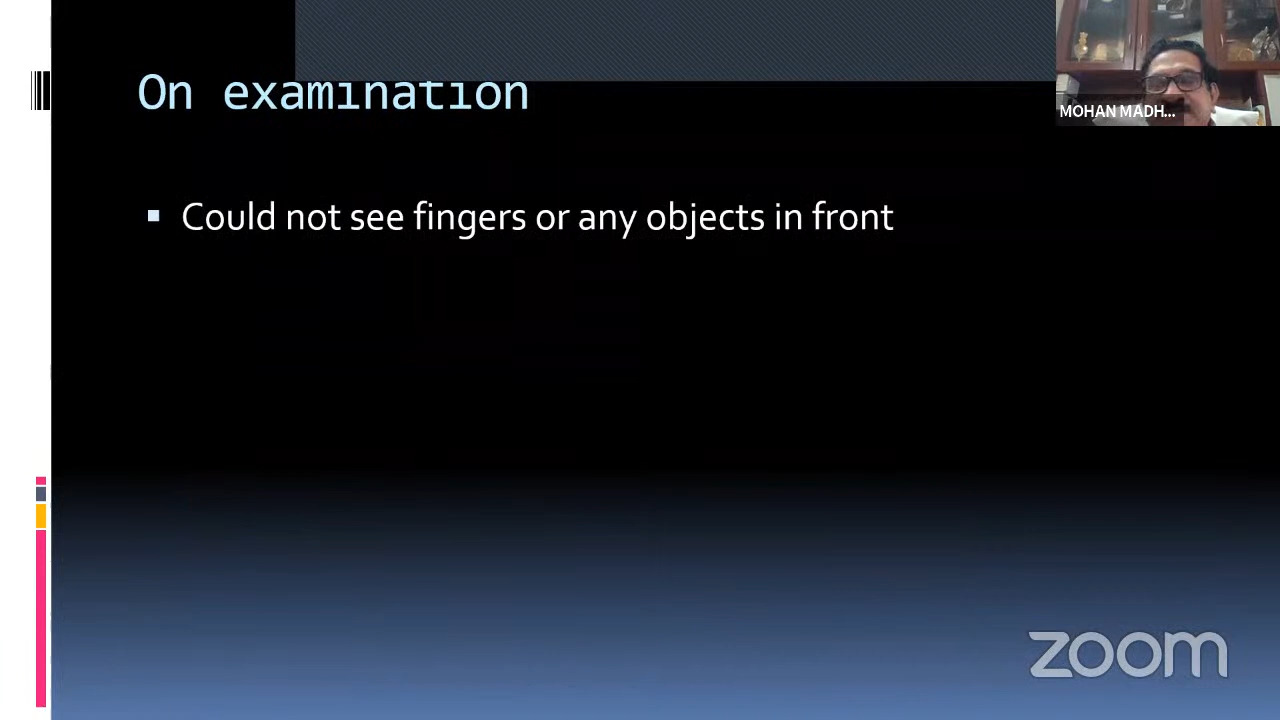 On examination
MOHAN MADH...
Could not see fingers or any objects in front
zoom